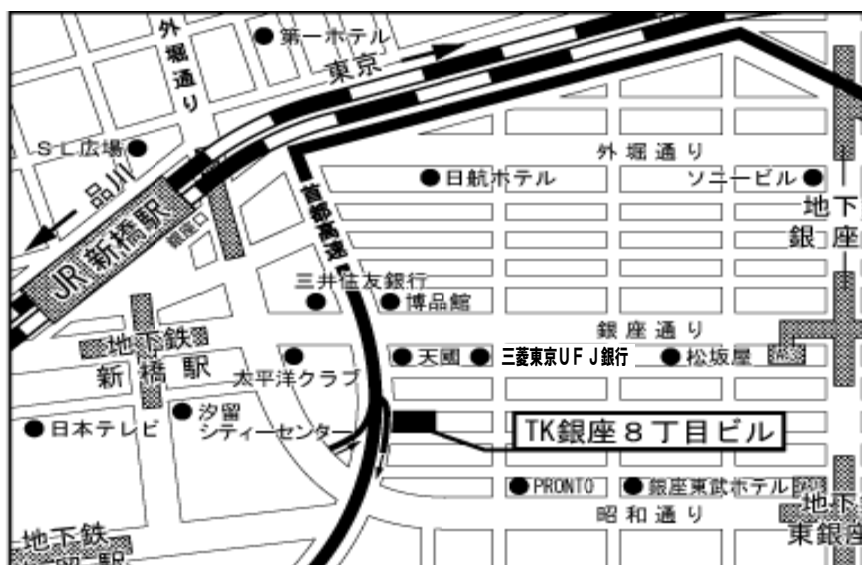 外堀通り
第一ホテル
東京
SL広場
品川
外堀通り
日航ホテル
ソニービル
地下
銀座
JR新橋駅
銀座口
首都高速
三井住友銀行
博品館
銀座通り
地下鉄
新橋駅
太平洋クラブ
天國
三菱東京UFJ銀行
松坂屋
A3
日本テレビ
汐留
シティーセンター
TK銀座8丁目ビル
PRONTO
銀座東武ホテル
昭和通り
地下
東銀座
地下鉄
留駅